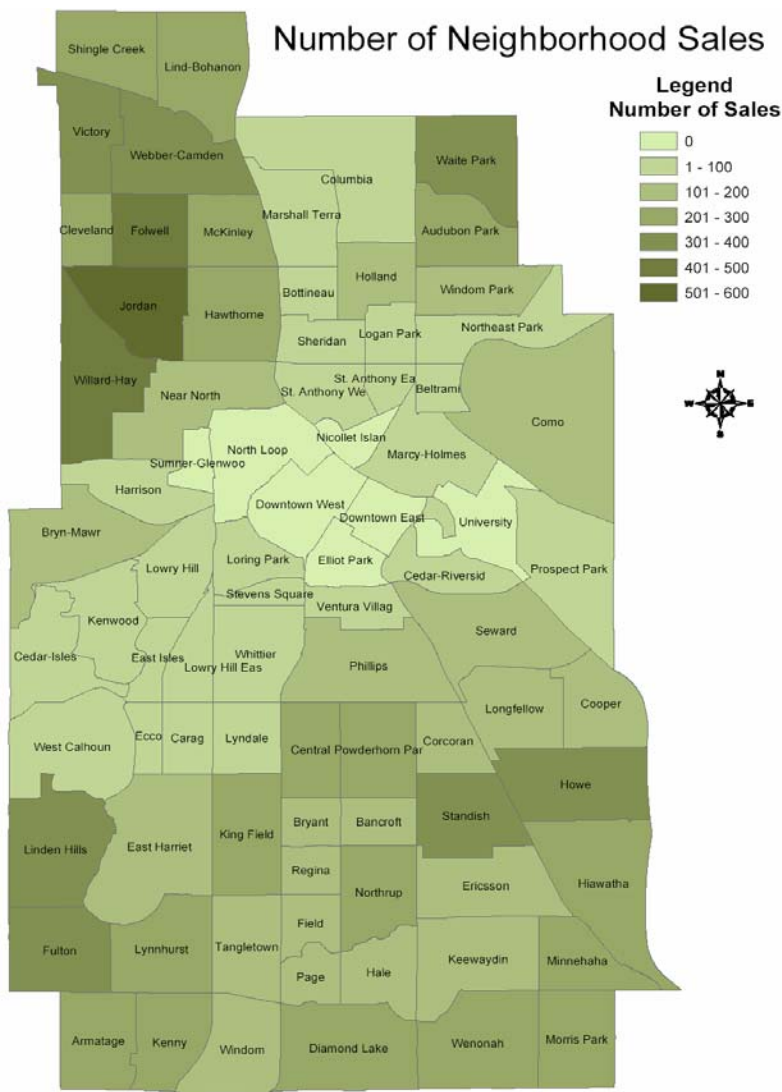 Number of Neighborhood Sales
Legend
Number of Sales
0
1 - 100
101 - 200
201 - 300
301 - 400
401 - 500
501 - 600
N
W E
S
Shingle Creek
Lind-Bohanon
Victory
Webber-Camden
Waite Park
Columbia
Marshall Terra
Cleveland
Folwell
McKinley
Audubon Park
Holland
Bottineau
Windom Park
Jordan
Hawthorne
Sheridan
Logan Park
Northeast Park
Willard-Hay
Near North
St. Anthony We
St. Anthony Ea
Beltrami
Como
Nicollet Islan
North Loop
Sumner-Glenwoo
Marcy-Holmes
Harrison
Downtown West
Downtown East
University
Bryn-Mawr
Lowry Hill
Loring Park
Elliot Park
Cedar-Riversid
Prospect Park
Stevens Square
Ventura Villag
Kenwood
Seward
Cedar-Isles
East Isles
Lowry Hill Eas
Whittier
Phillips
Longfellow
Cooper
West Calhoun
Ecco
Carag
Lyndale
Central
Powderhorn Par
Corcoran
Howe
Linden Hills
East Harriet
King Field
Bryant
Bancroft
Standish
Regina
Northrup
Ericsson
Hiawatha
Field
Fulton
Lynnhurst
Tangletown
Page
Hale
Keewaydin
Minnehaha
Armatage
Kenny
Windom
Diamond Lake
Wenonah
Morris Park